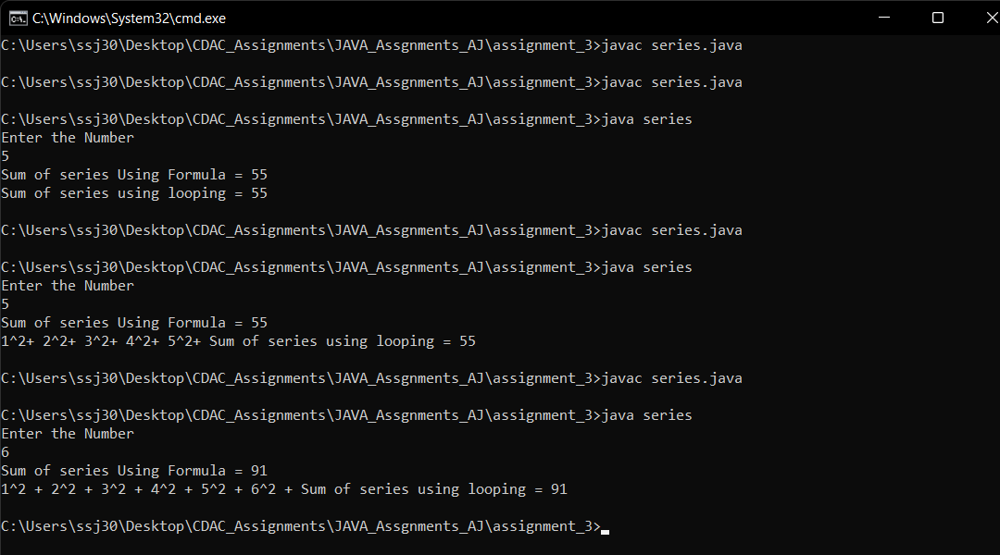 C:\Windows\System32\cmd.exe
C:\Users\ssj30\Desktop\CDAC_Assignments\JAVA_Assgnments_AJ\assignment_3>javac series.java
C:\Users\ssj30\Desktop\CDAC_Assignments\JAVA_Assgnments_AJ\assignment_3>javac series.java
C:\Users\ssj30\Desktop\CDAC_Assignments\JAVA_Assgnments_AJ\assignment_3>java series
Enter the Number
5
Sum of series Using Formula = 55
Sum of series using looping = 55
C:\Users\ssj30\Desktop\CDAC_Assignments\JAVA_Assgnments_AJ\assignment_3>javac series.java
C:\Users\ssj30\Desktop\CDAC_Assignments\JAVA_Assgnments_AJ\assignment_3>java series
Enter the Number
5
Sum of series Using Formula = 55
1^2+ 2^2+ 3^2+ 4^2+ 5^2+ Sum of series using looping = 55
C:\Users\ssj30\Desktop\CDAC_Assignments\JAVA_Assgnments_AJ\assignment_3>javac series.java
C:\Users\ssj30\Desktop\CDAC_Assignments\JAVA_Assgnments_AJ\assignment_3>java series
Enter the Number
6
Sum of series Using Formula = 91
1^2 + 2^2 + 3^2 + 4^2 + 5^2 + 6^2 + Sum of series using looping = 91
C:\Users\ssj30\Desktop\CDAC_Assignments\JAVA_Assgnments_AJ\assignment_3>